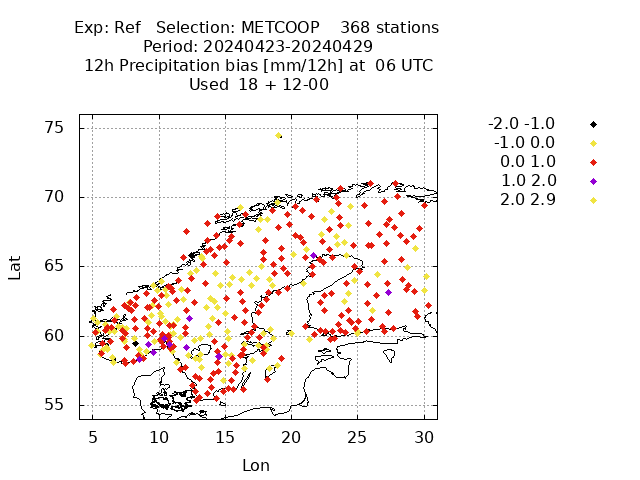 Exp: Ref   Selection: METCOOP    368 stations
Period: 20240423-20240429
12h Precipitation bias [mm/12h] at  06 UTC
Used  18 + 12-00
-2.0 -1.0
-1.0 0.0
0.0 1.0
1.0 2.0
2.0 2.9
75
70
65
60
55
Lat
5 10 15 20 25 30
Lon